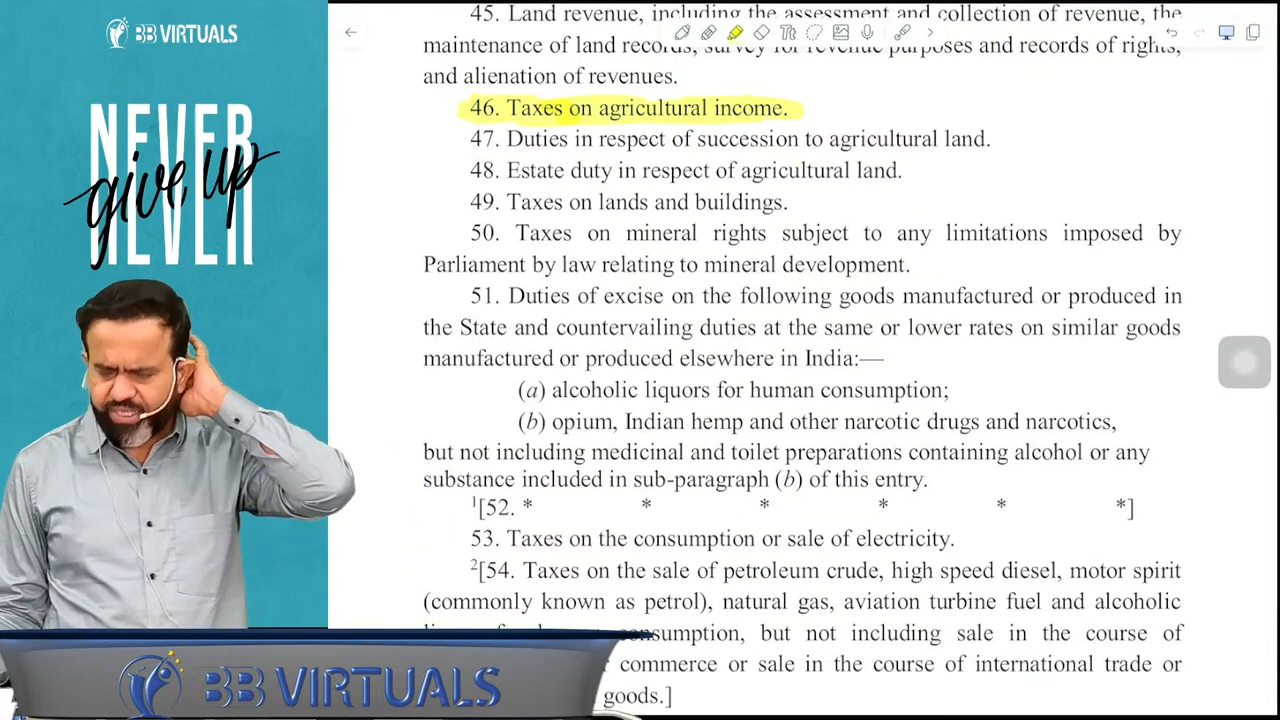 BB VIRTUALS
NEVER
give up
NEVER
45. Land revenue, including the assessment and collection of revenue, the
maintenance of land records, survey for revenue purposes and records of rights,
and alienation of revenues.
46. Taxes on agricultural income.
47. Duties in respect of succession to agricultural land.
48. Estate duty in respect of agricultural land.
49. Taxes on lands and buildings.
50. Taxes on mineral rights subject to any limitations imposed by
Parliament by law relating to mineral development.
51. Duties of excise on the following goods manufactured or produced in
the State and countervailing duties at the same or lower rates on similar goods
manufactured or produced elsewhere in India:—
(a) alcoholic liquors for human consumption;
(b) opium, Indian hemp and other narcotic drugs and narcotics,
but not including medicinal and toilet preparations containing alcohol or any
substance included in sub-paragraph (b) of this entry.
¹[52. * * * * * *]
53. Taxes on the consumption or sale of electricity.
²[54. Taxes on the sale of petroleum crude, high speed diesel, motor spirit
(commonly known as petrol), natural gas, aviation turbine fuel and alcoholic
consumption, but not including sale in the course of
commerce or sale in the course of international trade or
goods.]
BB VIRTUALS